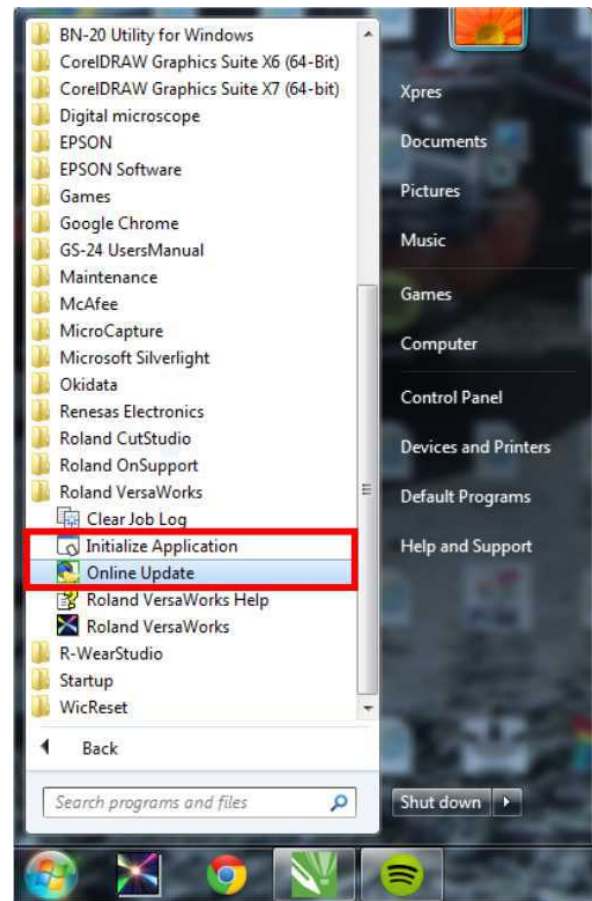 BN-20 Utility for Windows
CorelDRAW Graphics Suite X6 (64-Bit)
CorelDRAW Graphics Suite X7 (64-bit)
Digital microscope
EPSON
EPSON Software
Games
Google Chrome
GS-24 UsersManual
Maintenance
McAfee
MicroCapture
Microsoft Silverlight
Okidata
Renesas Electronics
Roland CutStudio
Roland OnSupport
Roland VersaWorks
Clear Job Log
Initialize Application
Online Update
Roland VersaWorks Help
Roland VersaWorks
R-WearStudio
Startup
WicReset
Back
Search programs and files
Xpres
Documents
Pictures
Music
Games
Computer
Control Panel
Devices and Printers
Default Programs
Help and Support
Shut down